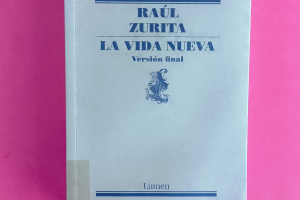 RAÚL
ZURITA
LA VIDA NUEVA
Versión final
Lumen